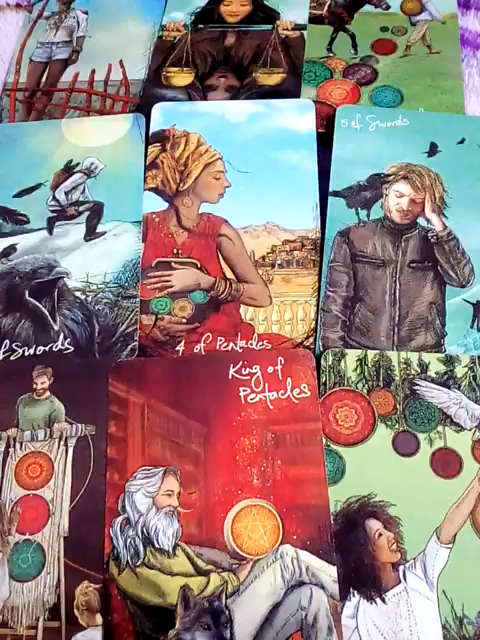 5 of Swords
of Swords
4 of Pentacles
King of
Pentacles